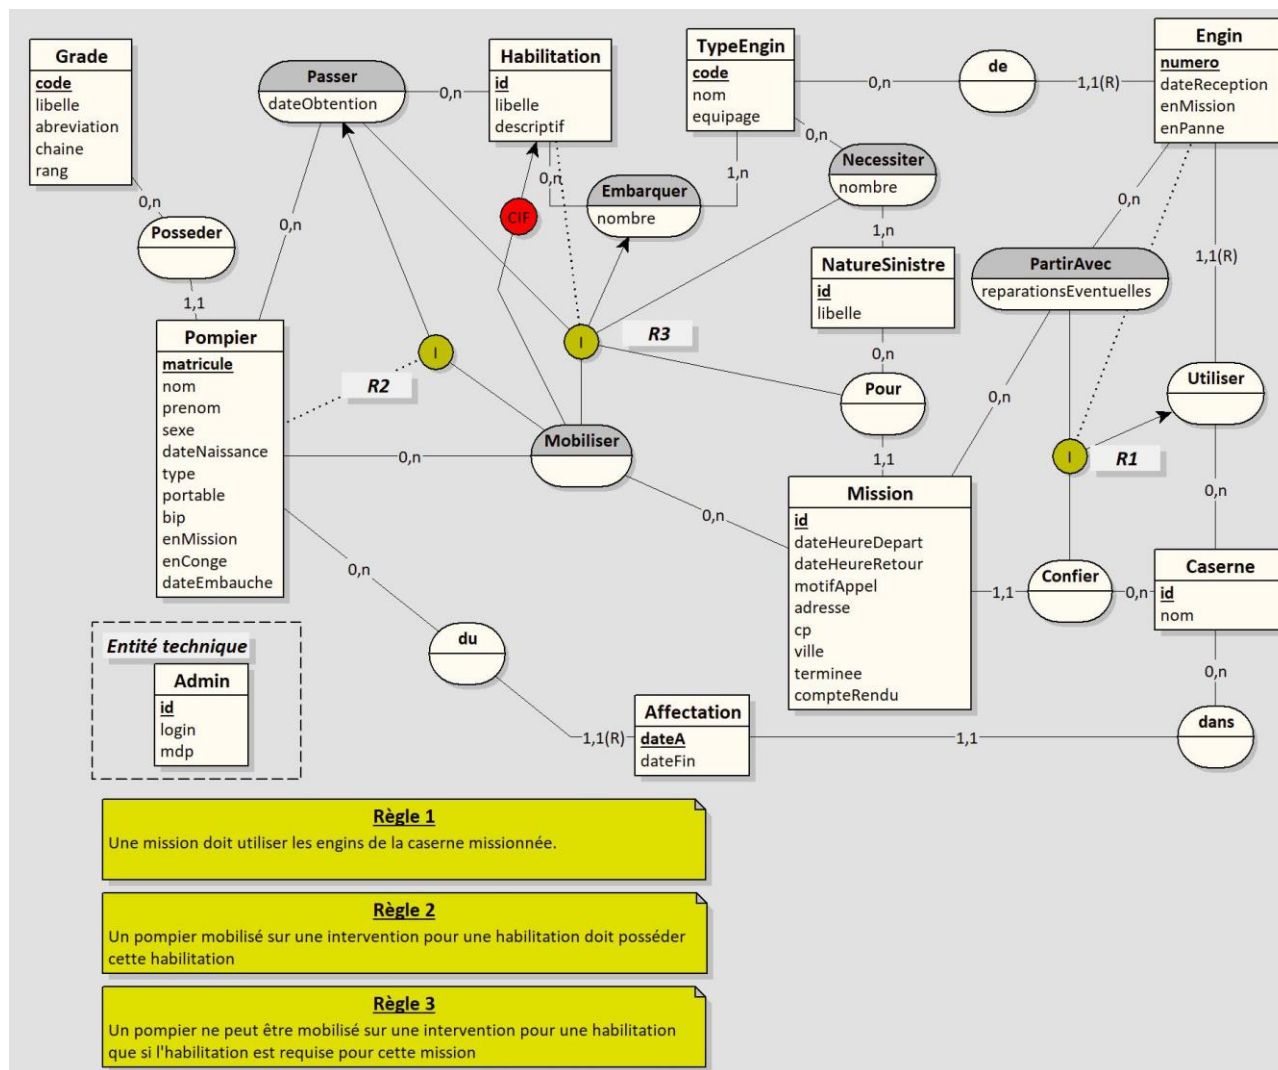 Grade
code
libelle
abreviation
chaine
rang
Passer
dateObtention
0,n
Habilitation
id
libelle
descriptif
TypeEngin
code
nom
equipage
0,n
de
1,1(R)
Engin
numero
dateReception
enMission
enPanne
0,n
Posseder
1,1
0,n
CIF
0,n
Embarquer
nombre
1,n
0,n
Necessiter
nombre
1,n
0,n
1,1(R)
NatureSinistre
id
libelle
PartirAvec
reparationsEventuelles
Pompier
matricule
nom
prenom
sexe
dateNaissance
type
portable
bip
enMission
enConge
dateEmbauche
I
R2
I
R3
0,n
Pour
1,1
0,n
Utiliser
I
R1
0,n
0,n
Mobiliser
0,n
Mission
id
dateHeureDepart
dateHeureRetour
motifAppel
adresse
cp
ville
terminee
compteRendu
1,1
Confier
0,n
Caserne
id
nom
0,n
du
1,1(R)
Affectation
dateA
dateFin
1,1
0,n
dans
Entité technique
Admin
id
login
mdp
Règle 1
Une mission doit utiliser les engins de la caserne missionnée.
Règle 2
Un pompier mobilisé sur une intervention pour une habilitation doit posséder
cette habilitation
Règle 3
Un pompier ne peut être mobilisé sur une intervention pour une habilitation
que si l'habilitation est requise pour cette mission